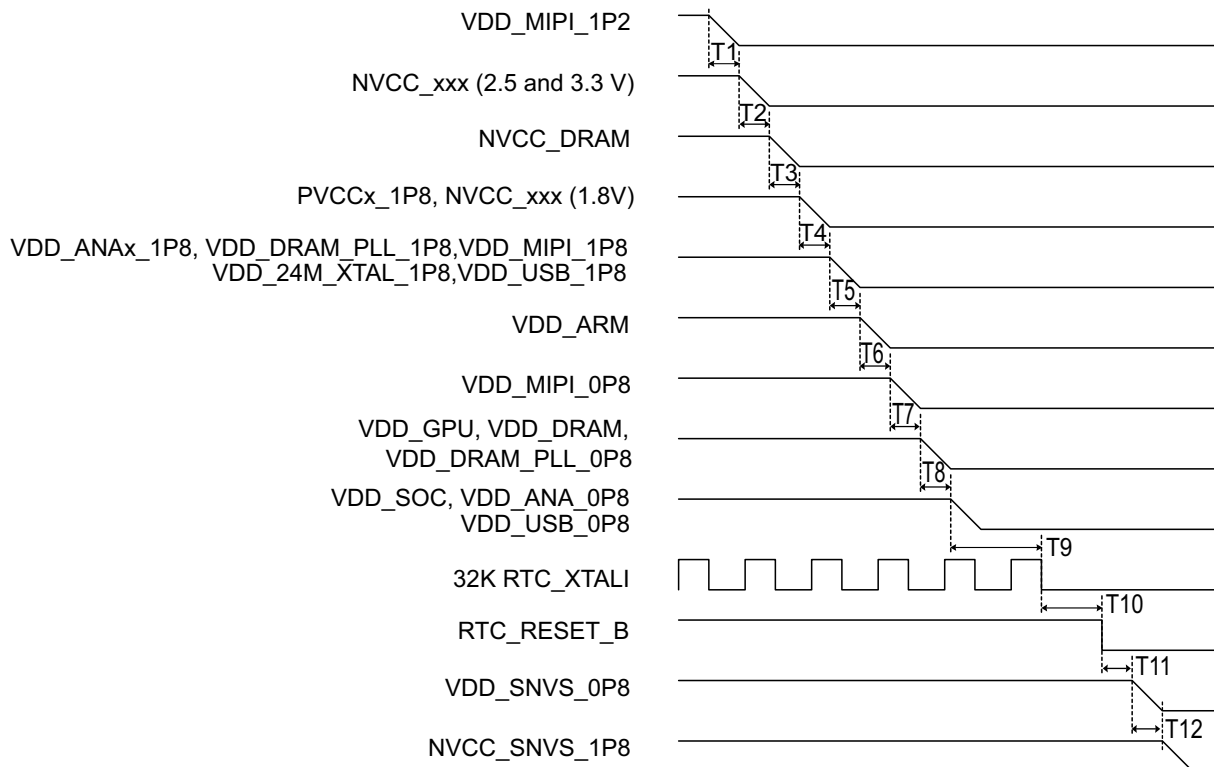 VDD_MIPI_1P2
T1
NVCC_xxx (2.5 and 3.3 V)
T2
NVCC_DRAM
T3
PVCCx_1P8, NVCC_xxx (1.8V)
T4
VDD_ANAx_1P8, VDD_DRAM_PLL_1P8,VDD_MIPI_1P8
VDD_24M_XTAL_1P8,VDD_USB_1P8
T5
VDD_ARM
T6
VDD_MIPI_0P8
T7
VDD_GPU, VDD_DRAM,
VDD_DRAM_PLL_0P8
T8
VDD_SOC, VDD_ANA_0P8
VDD_USB_0P8
T9
32K RTC_XTALI
T10
RTC_RESET_B
T11
VDD_SNVS_0P8
T12
NVCC_SNVS_1P8